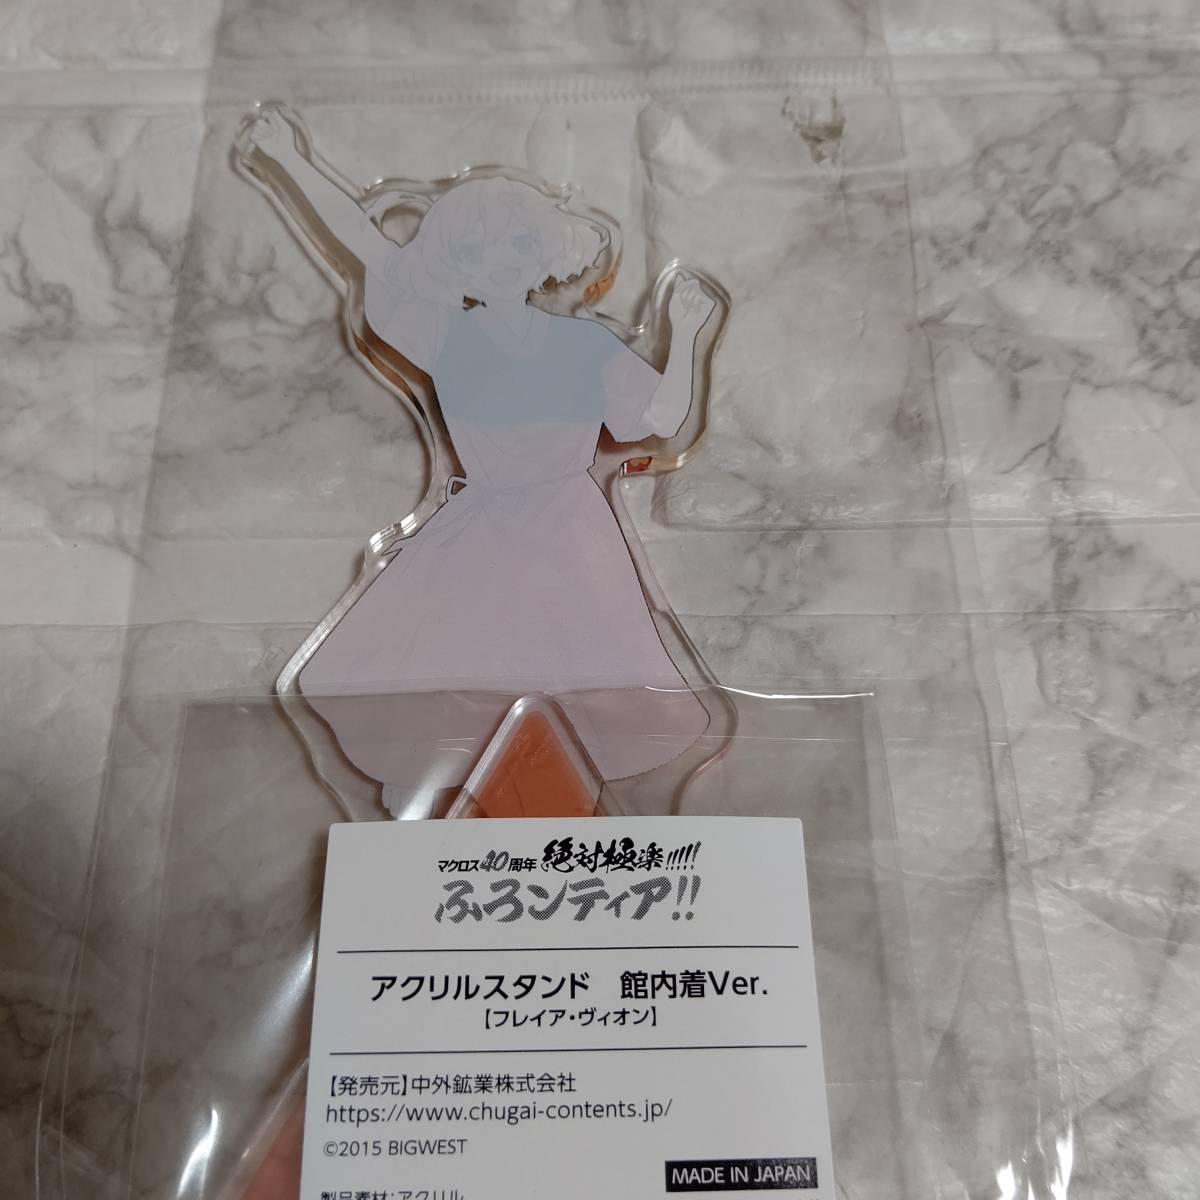 マクロス40周年 絶対極楽!!!!!
ふろンティア!!
アクリルスタンド　館内着Ver.
【フレイア・ヴィオン】
【発売元】中外鉱業株式会社
https://www.chugai-contents.jp/
©2015 BIGWEST
MADE IN JAPAN
製品素材:アクリル